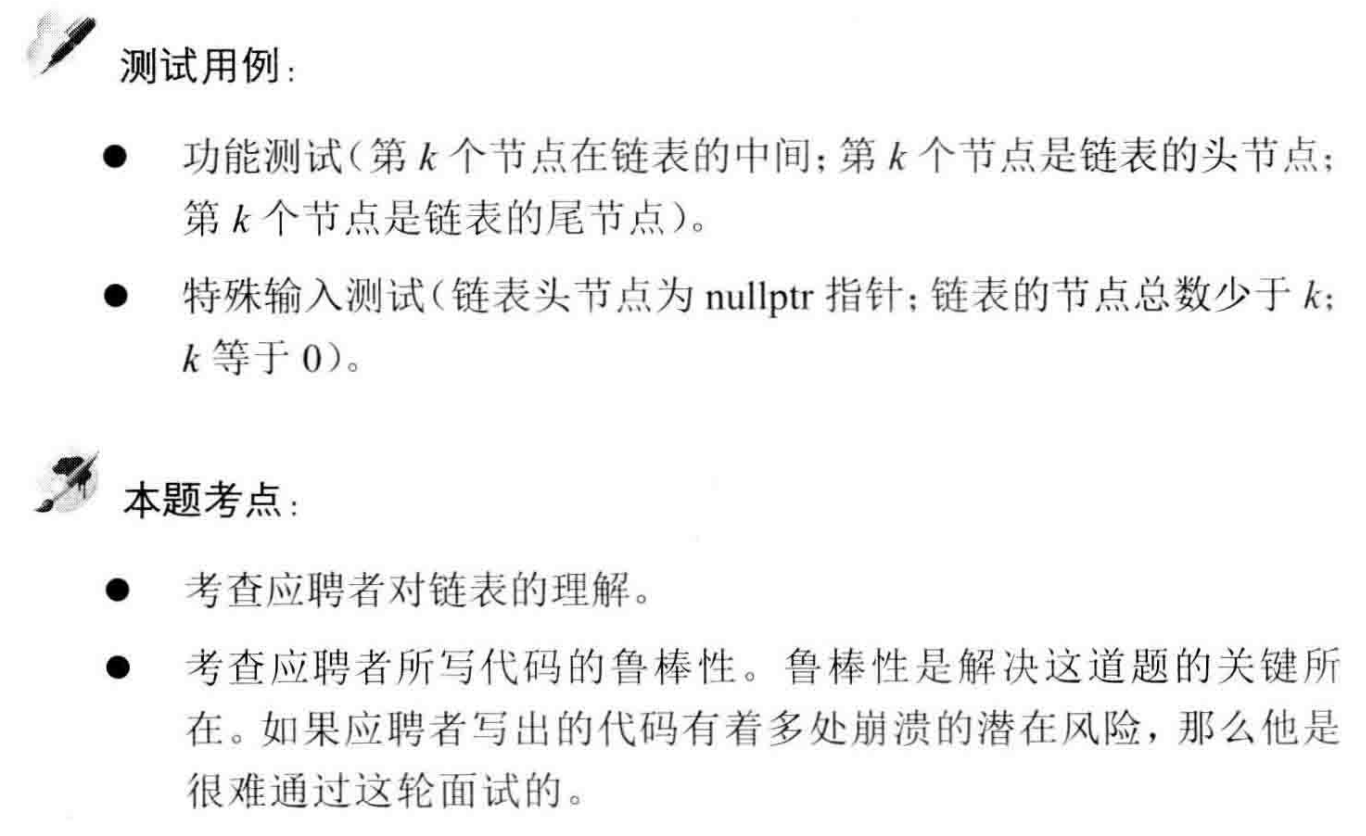 测试用例：
● 功能测试（第 k 个节点在链表的中间；第 k 个节点是链表的头节点；
第 k 个节点是链表的尾节点）。
● 特殊输入测试（链表头节点为 nullptr 指针；链表的节点总数少于 k；
k 等于 0）。
本题考点：
● 考查应聘者对链表的理解。
● 考查应聘者所写代码的鲁棒性。鲁棒性是解决这道题的关键所
在。如果应聘者写出的代码有着多处崩溃的潜在风险，那么他是
很难通过这轮面试的。